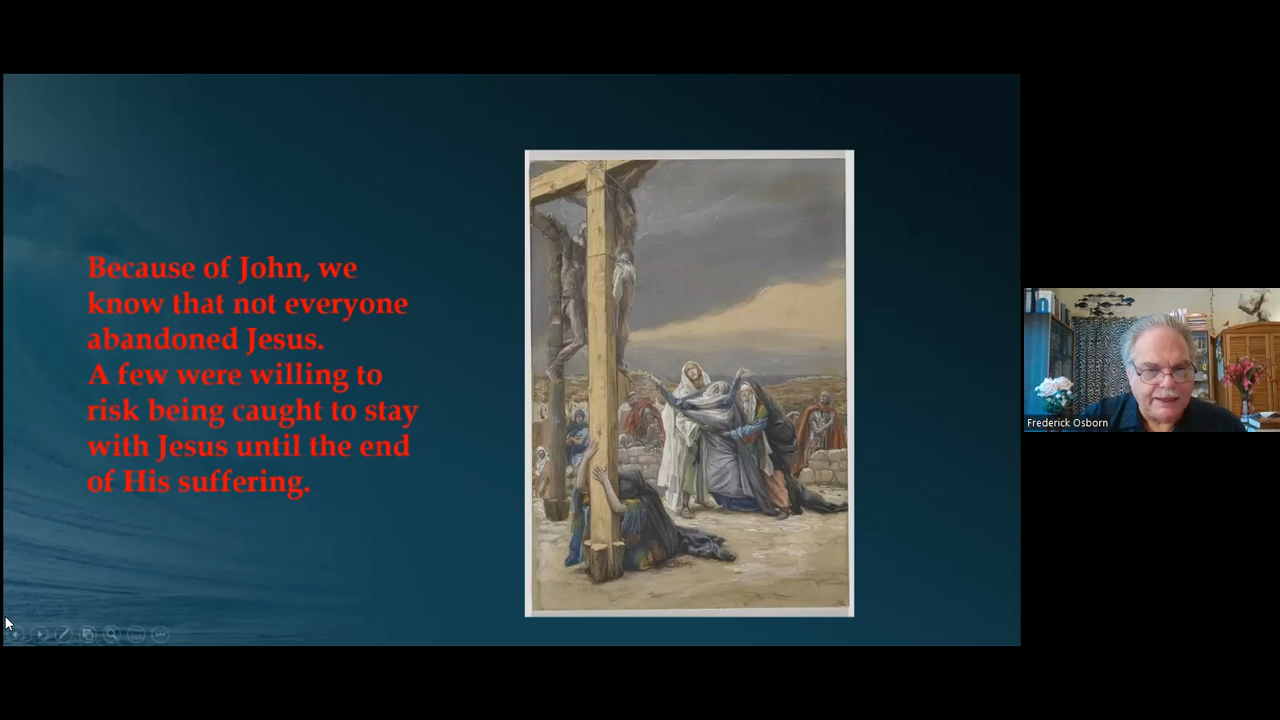 Because of John, we
know that not everyone
abandoned Jesus.
A few were willing to
risk being caught to stay
with Jesus until the end
of His suffering.
Frederick Osborn